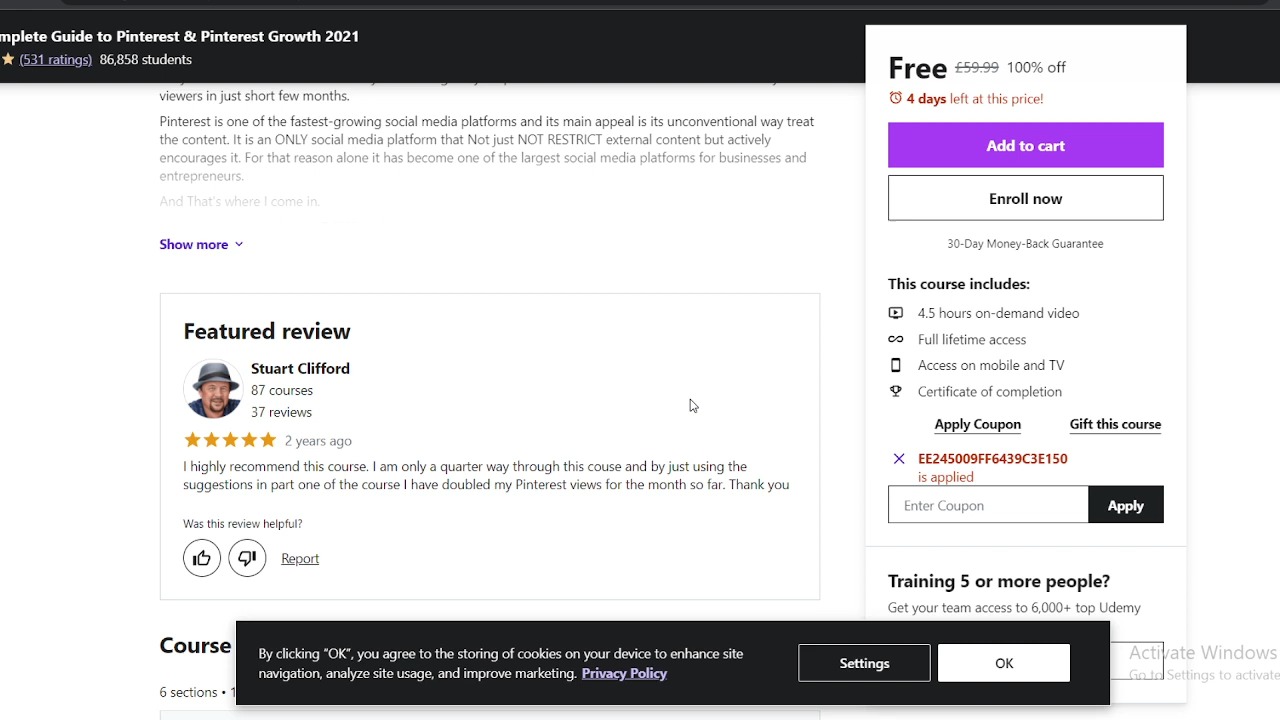 mplete Guide to Pinterest & Pinterest Growth 2021
(531 ratings) 86,858 students
viewers in just short few months.
Pinterest is one of the fastest-growing social media platforms and its main appeal is its unconventional way treat
the content. It is an ONLY social media platform that Not just NOT RESTRICT external content but actively
encourages it. For that reason alone it has become one of the largest social media platforms for businesses and
entrepreneurs.
And That's where I come in.
Show more
Featured review
Stuart Clifford
87 courses
37 reviews
2 years ago
I highly recommend this course. I am only a quarter way through this couse and by just using the
suggestions in part one of the course I have doubled my Pinterest views for the month so far. Thank you
Was this review helpful?
Report
Course
6 sections • 1
Free £59.99 100% off
4 days left at this price!
Add to cart
Enroll now
30-Day Money-Back Guarantee
This course includes:
4.5 hours on-demand video
Full lifetime access
Access on mobile and TV
Certificate of completion
Apply Coupon Gift this course
EE245009FF6439C3E150
is applied
Enter Coupon Apply
Training 5 or more people?
Get your team access to 6,000+ top Udemy
By clicking "OK", you agree to the storing of cookies on your device to enhance site
navigation, analyze site usage, and improve marketing. Privacy Policy
Settings OK
Activate Windows
Go to Settings to activate